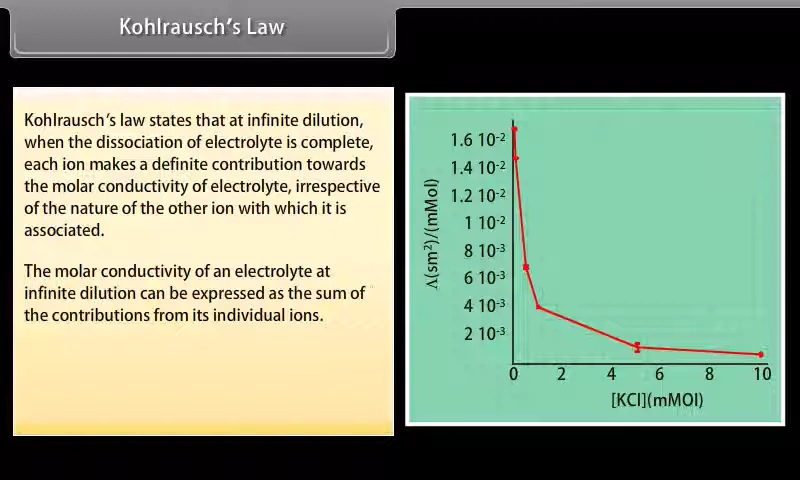 Kohlrausch's Law
Kohlrausch's law states that at infinite dilution,
when the dissociation of electrolyte is complete,
each ion makes a definite contribution towards
the molar conductivity of electrolyte, irrespective
of the nature of the other ion with which it is
associated.
The molar conductivity of an electrolyte at
infinite dilution can be expressed as the sum of
the contributions from its individual ions.
Λ(sm²)/(mMol)
1.6 10⁻²
1.4 10⁻²
1.2 10⁻²
1 10⁻²
8 10⁻³
6 10⁻³
4 10⁻³
2 10⁻³
0 2 4 6 8 10
[KCl](mMOl)